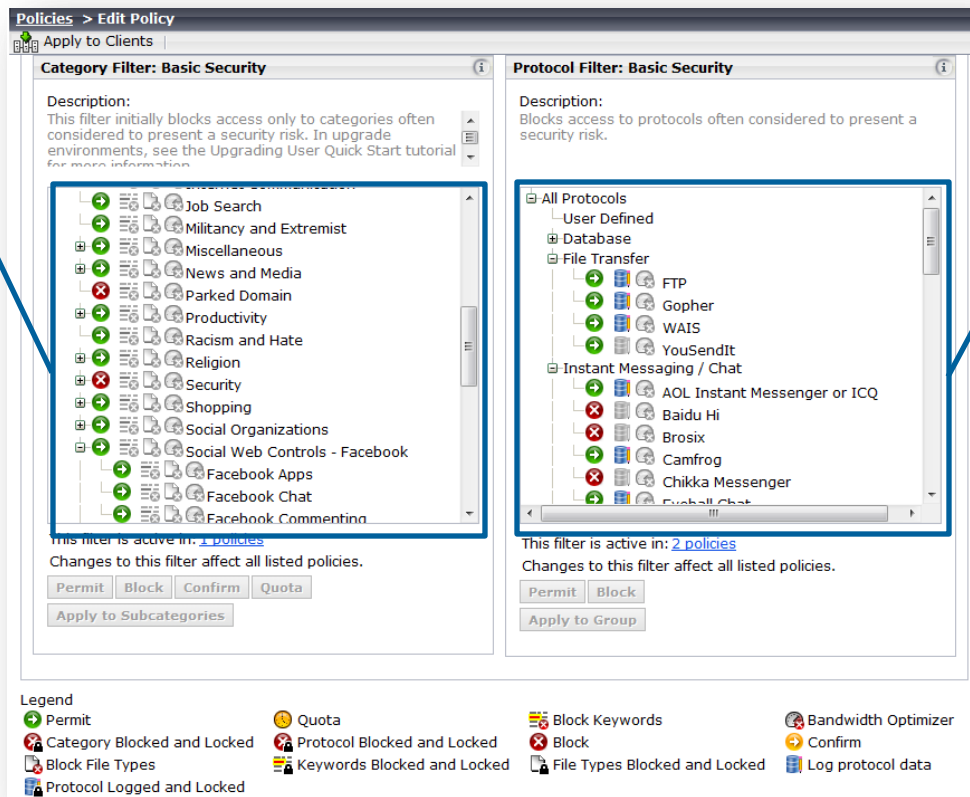 Policies > Edit Policy
Apply to Clients
Category Filter: Basic Security
Description:
This filter initially blocks access only to categories often
considered to present a security risk. In upgrade
environments, see the Upgrading User Quick Start tutorial
for more information
Job Search
Militancy and Extremist
Miscellaneous
News and Media
Parked Domain
Productivity
Racism and Hate
Religion
Security
Shopping
Social Organizations
Social Web Controls - Facebook
Facebook Apps
Facebook Chat
Facebook Commenting
This filter is active in: 1 policies
Changes to this filter affect all listed policies.
Permit Block Confirm Quota
Apply to Subcategories
Protocol Filter: Basic Security
Description:
Blocks access to protocols often considered to present a
security risk.
All Protocols
User Defined
Database
File Transfer
FTP
Gopher
WAIS
YouSendIt
Instant Messaging / Chat
AOL Instant Messenger or ICQ
Baidu Hi
Brosix
Camfrog
Chikka Messenger
Eyeball Chat
This filter is active in: 2 policies
Changes to this filter affect all listed policies.
Permit Block
Apply to Group
Legend
Permit Quota Block Keywords Bandwidth Optimizer
Category Blocked and Locked Protocol Blocked and Locked Block Confirm
Block File Types Keywords Blocked and Locked File Types Blocked and Locked Log protocol data
Protocol Logged and Locked